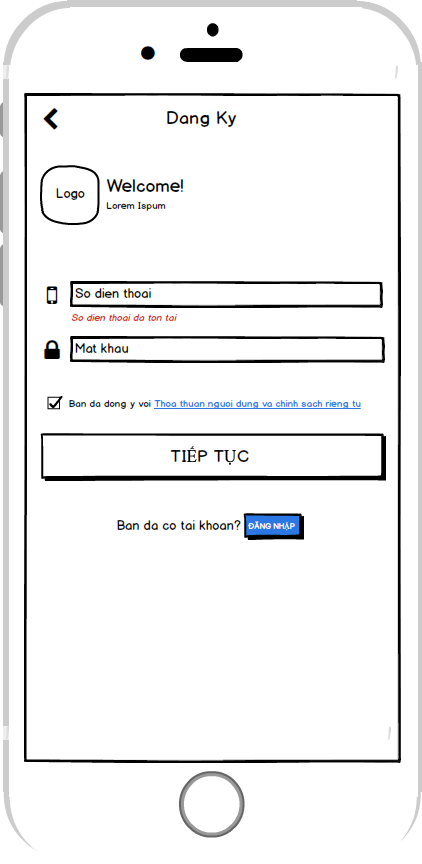 Dang Ky
Logo
Welcome!
Lorem Ispum
So dien thoai
So dien thoai da ton tai
Mat khau
Ban da dong y voi Thoa thuan nguoi dung va chinh sach rieng tu
TIẾP TỤC
Ban da co tai khoan? ĐĂNG NHẬP